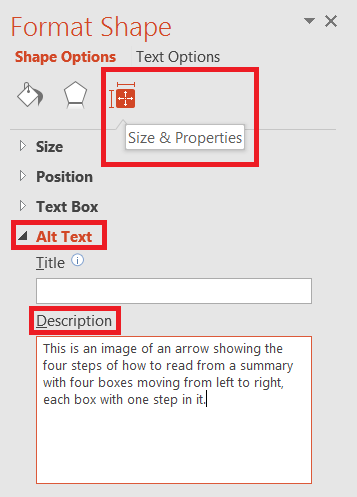 Format Shape
Shape Options Text Options
Size & Properties
Size
Position
Text Box
Alt Text
Title
Description
This is an image of an arrow showing the
four steps of how to read from a summary
with four boxes moving from left to right,
each box with one step in it.